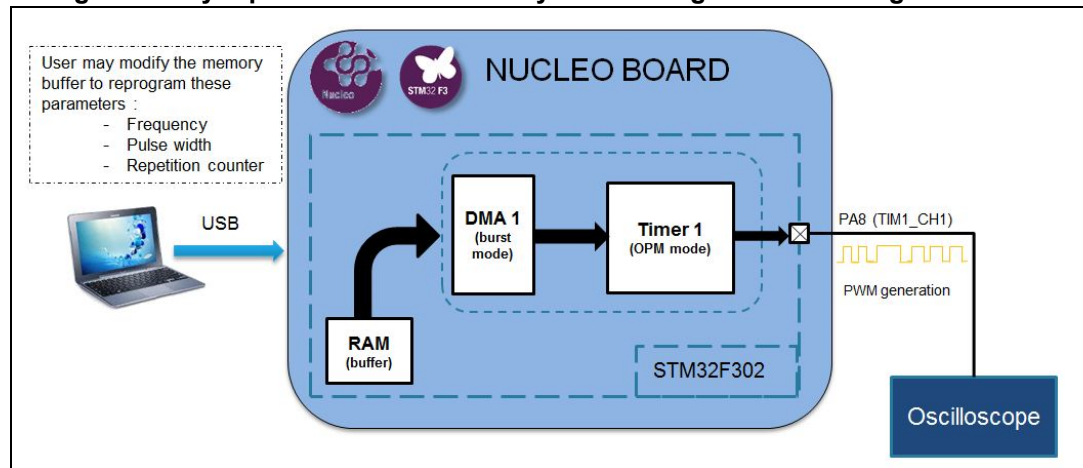 User may modify the memory
buffer to reprogram these
parameters :
- Frequency
- Pulse width
- Repetition counter
USB
Nucleo
STM32 F3
NUCLEO BOARD
DMA 1
(burst
mode)
Timer 1
(OPM mode)
RAM
(buffer)
STM32F302
PA8 (TIM1_CH1)
PWM generation
Oscilloscope